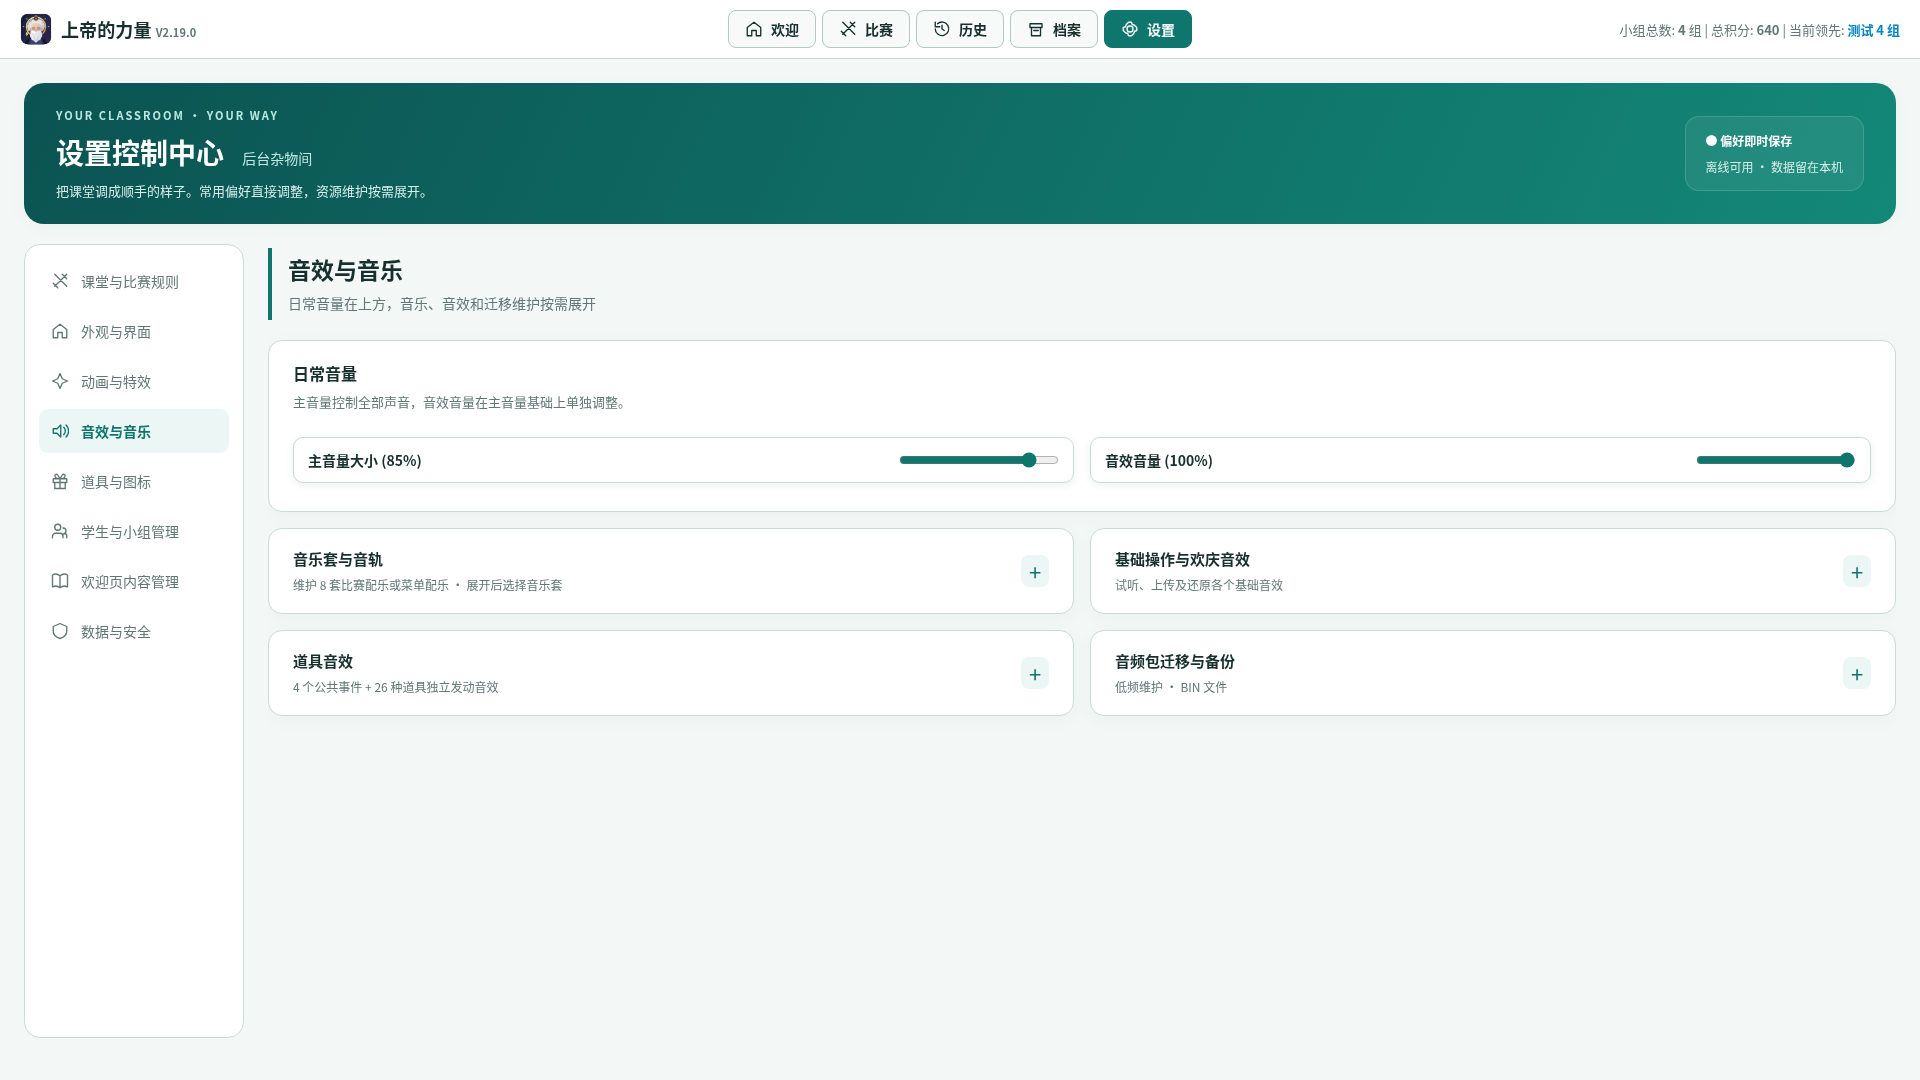 上帝的力量 V2.19.0
欢迎
比赛
历史
档案
设置
小组总数: 4 组 | 总积分: 640 | 当前领先: 测试 4 组
YOUR CLASSROOM · YOUR WAY
设置控制中心 后台杂物间
把课堂调成顺手的样子。常用偏好直接调整，资源维护按需展开。
偏好即时保存
离线可用 · 数据留在本机
课堂与比赛规则
外观与界面
动画与特效
音效与音乐
道具与图标
学生与小组管理
欢迎页内容管理
数据与安全
音效与音乐
日常音量在上方，音乐、音效和迁移维护按需展开
日常音量
主音量控制全部声音，音效音量在主音量基础上单独调整。
主音量大小 (85%)
音效音量 (100%)
音乐套与音轨
维护 8 套比赛配乐或菜单配乐 · 展开后选择音乐套
基础操作与欢庆音效
试听、上传及还原各个基础音效
道具音效
4 个公共事件 + 26 种道具独立发动音效
音频包迁移与备份
低频维护 · BIN 文件